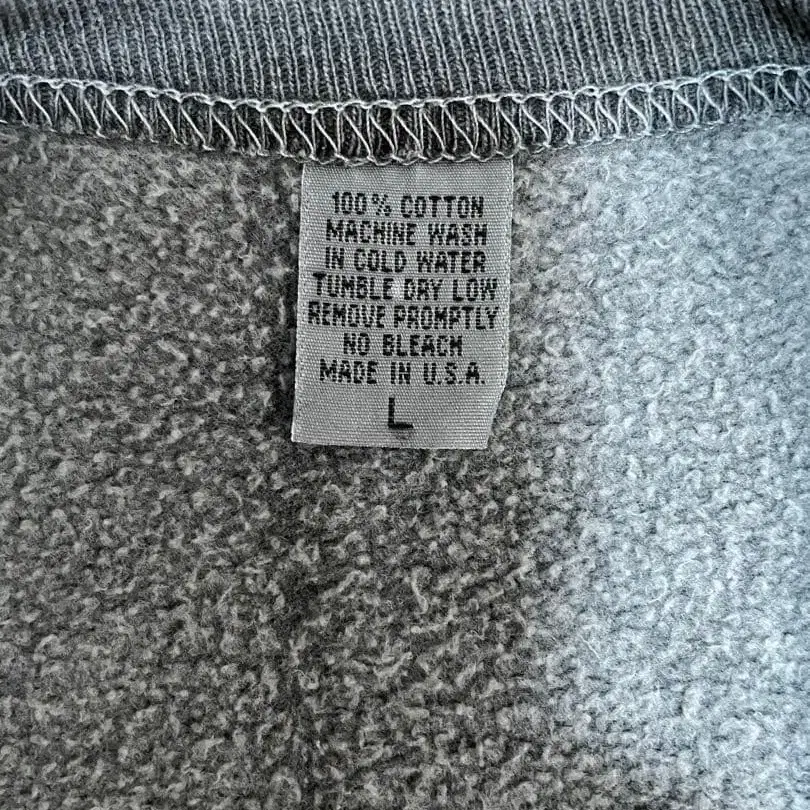 100% COTTON
MACHINE WASH
IN COLD WATER
TUMBLE DRY LOW
REMOVE PROMPTLY
NO BLEACH
MADE IN U.S.A.
L